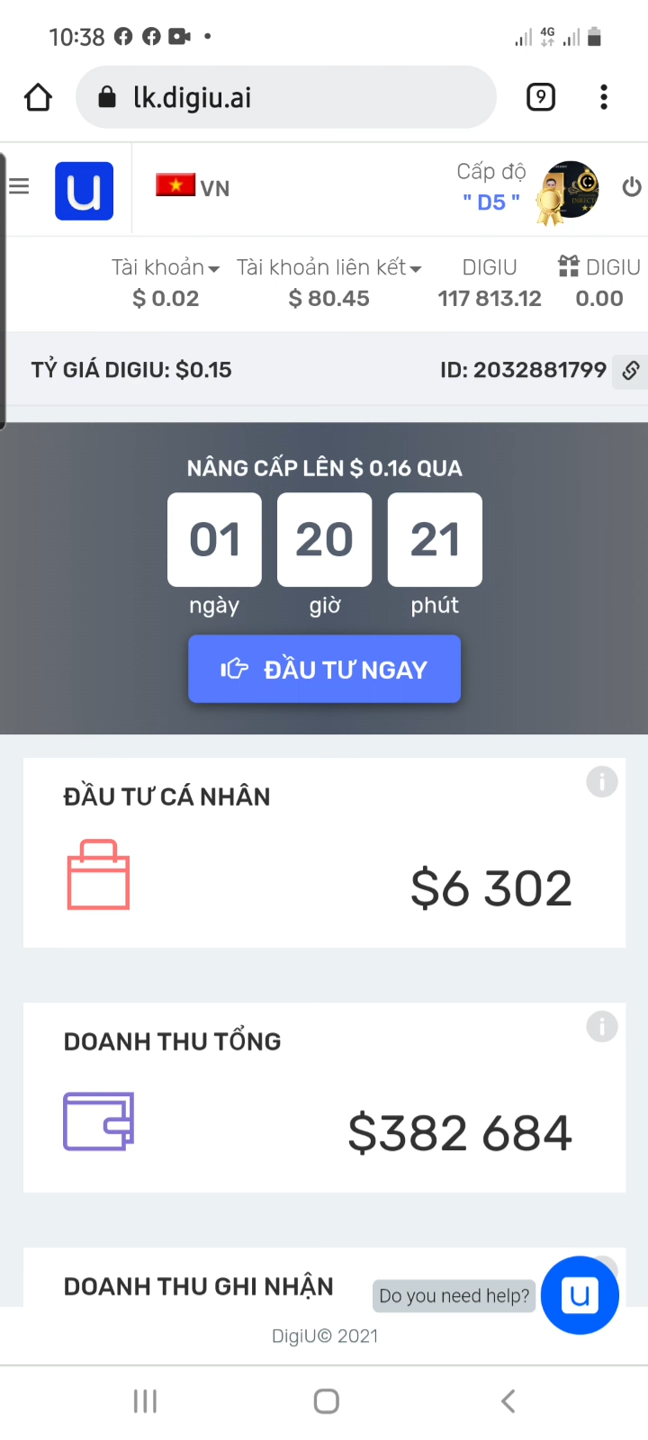 10:38
4G
lk.digiu.ai
9
u
VN
Cấp độ
" D5 "
Tài khoản
$ 0.02
Tài khoản liên kết
$ 80.45
DIGIU
117 813.12
DIGIU
0.00
TỶ GIÁ DIGIU: $0.15
ID: 2032881799
NÂNG CẤP LÊN $ 0.16 QUA
01 20 21
ngày giờ phút
ĐẦU TƯ NGAY
ĐẦU TƯ CÁ NHÂN
$6 302
DOANH THU TỔNG
$382 684
DOANH THU GHI NHẬN
Do you need help?
u
DigiU© 2021